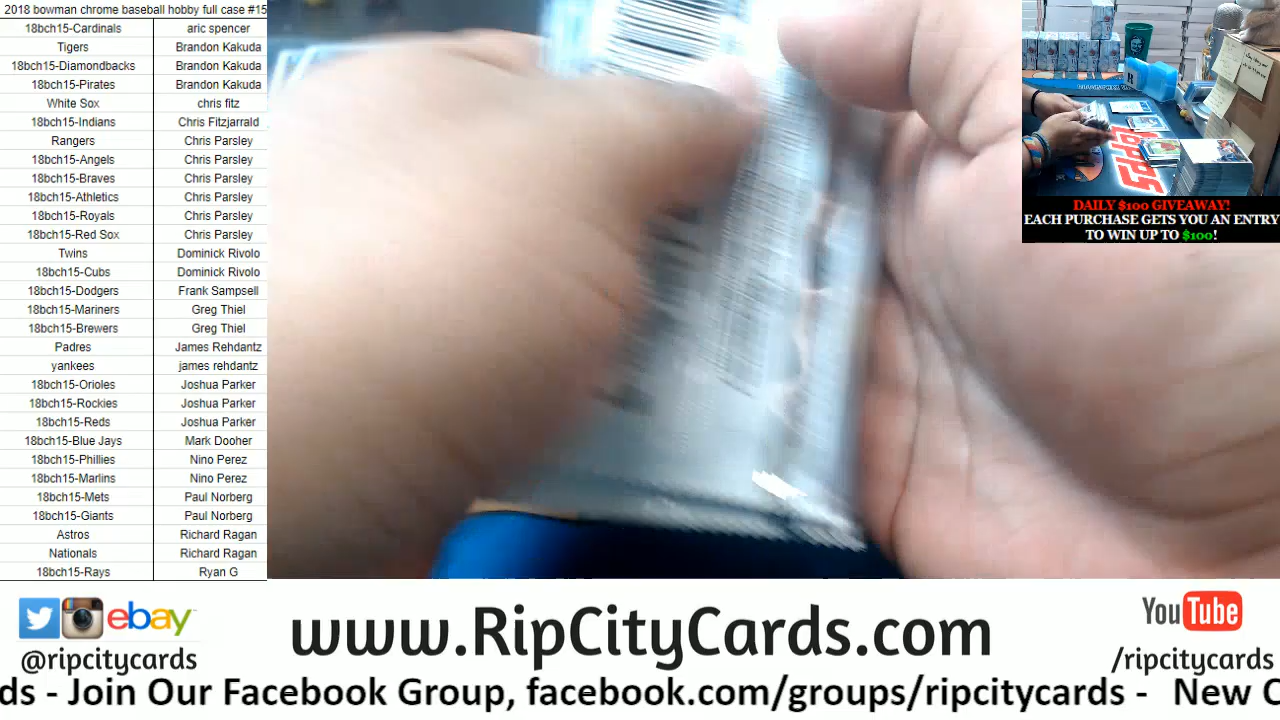 2018 bowman chrome baseball hobby full case #15
18bch15-Cardinals aric spencer
Tigers Brandon Kakuda
18bch15-Diamondbacks Brandon Kakuda
18bch15-Pirates Brandon Kakuda
White Sox chris fitz
18bch15-Indians Chris Fitzjarrald
Rangers Chris Parsley
18bch15-Angels Chris Parsley
18bch15-Braves Chris Parsley
18bch15-Athletics Chris Parsley
18bch15-Royals Chris Parsley
18bch15-Red Sox Chris Parsley
Twins Dominick Rivolo
18bch15-Cubs Dominick Rivolo
18bch15-Dodgers Frank Sampsell
18bch15-Mariners Greg Thiel
18bch15-Brewers Greg Thiel
Padres James Rehdantz
yankees james rehdantz
18bch15-Orioles Joshua Parker
18bch15-Rockies Joshua Parker
18bch15-Reds Joshua Parker
18bch15-Blue Jays Mark Dooher
18bch15-Phillies Nino Perez
18bch15-Marlins Nino Perez
18bch15-Mets Paul Norberg
18bch15-Giants Paul Norberg
Astros Richard Ragan
Nationals Richard Ragan
18bch15-Rays Ryan G
TOPPS
DAILY $100 GIVEAWAY!
EACH PURCHASE GETS YOU AN ENTRY
TO WIN UP TO $100!
ebay
@ripcitycards
www.RipCityCards.com
YouTube
/ripcitycards
ds - Join Our Facebook Group, facebook.com/groups/ripcitycards - New C